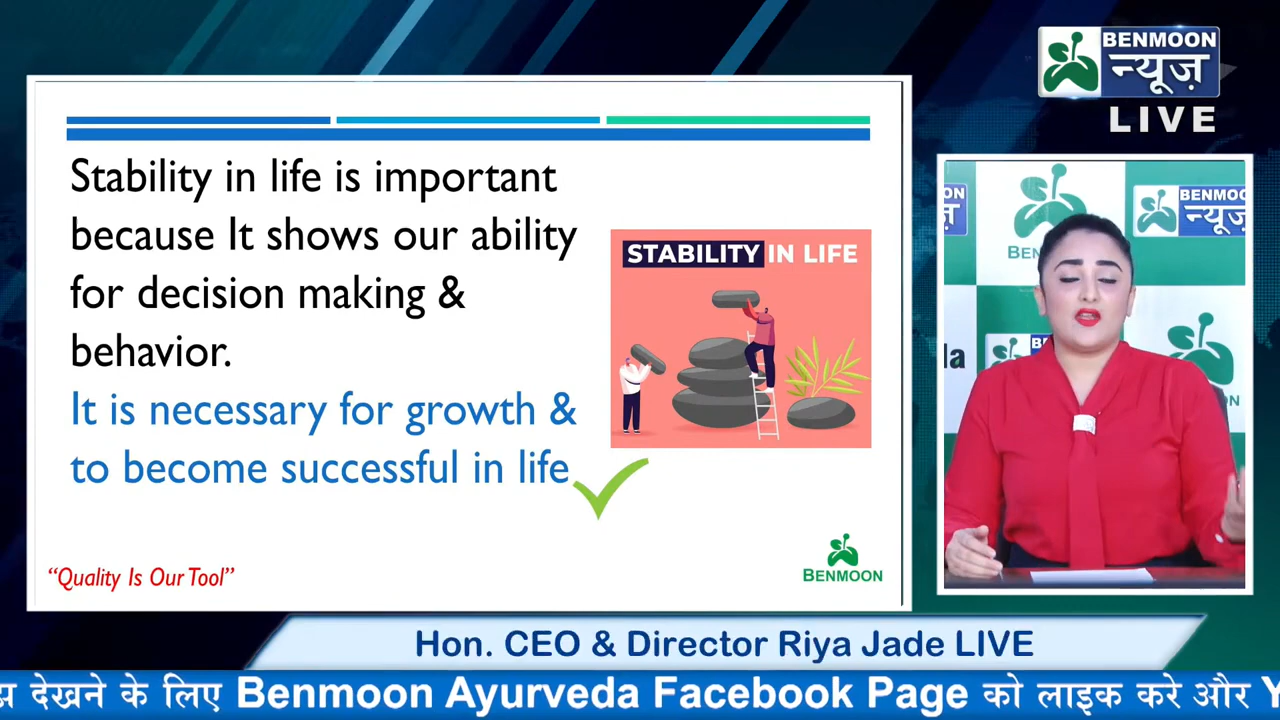 BENMOON
न्यूज़
LIVE
Stability in life is important
because It shows our ability
for decision making &
behavior.
It is necessary for growth &
to become successful in life
STABILITY IN LIFE
“Quality Is Our Tool”
BENMOON
BENMOO
न्यूज
Hon. CEO & Director Riya Jade LIVE
देखने के लिए Benmoon Ayurveda Facebook Page को लाइक करे और Y